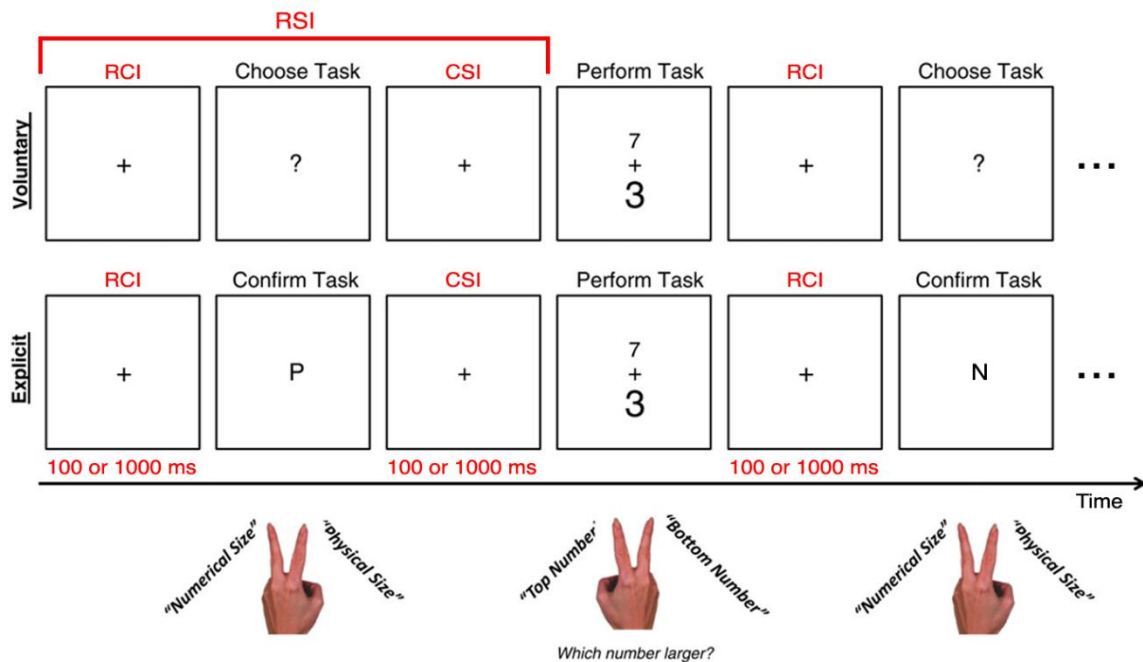 RSI
RCI Choose Task CSI Perform Task RCI Choose Task
Voluntary
+ ? + 7 + ? ...
+
3
RCI Confirm Task CSI Perform Task RCI Confirm Task
Explicit
+ P + 7 + N ...
+
3
100 or 1000 ms 100 or 1000 ms 100 or 1000 ms
Time
"Numerical Size" "Physical Size" "Top Number" "Bottom Number" "Numerical Size" "Physical Size"
Which number larger?